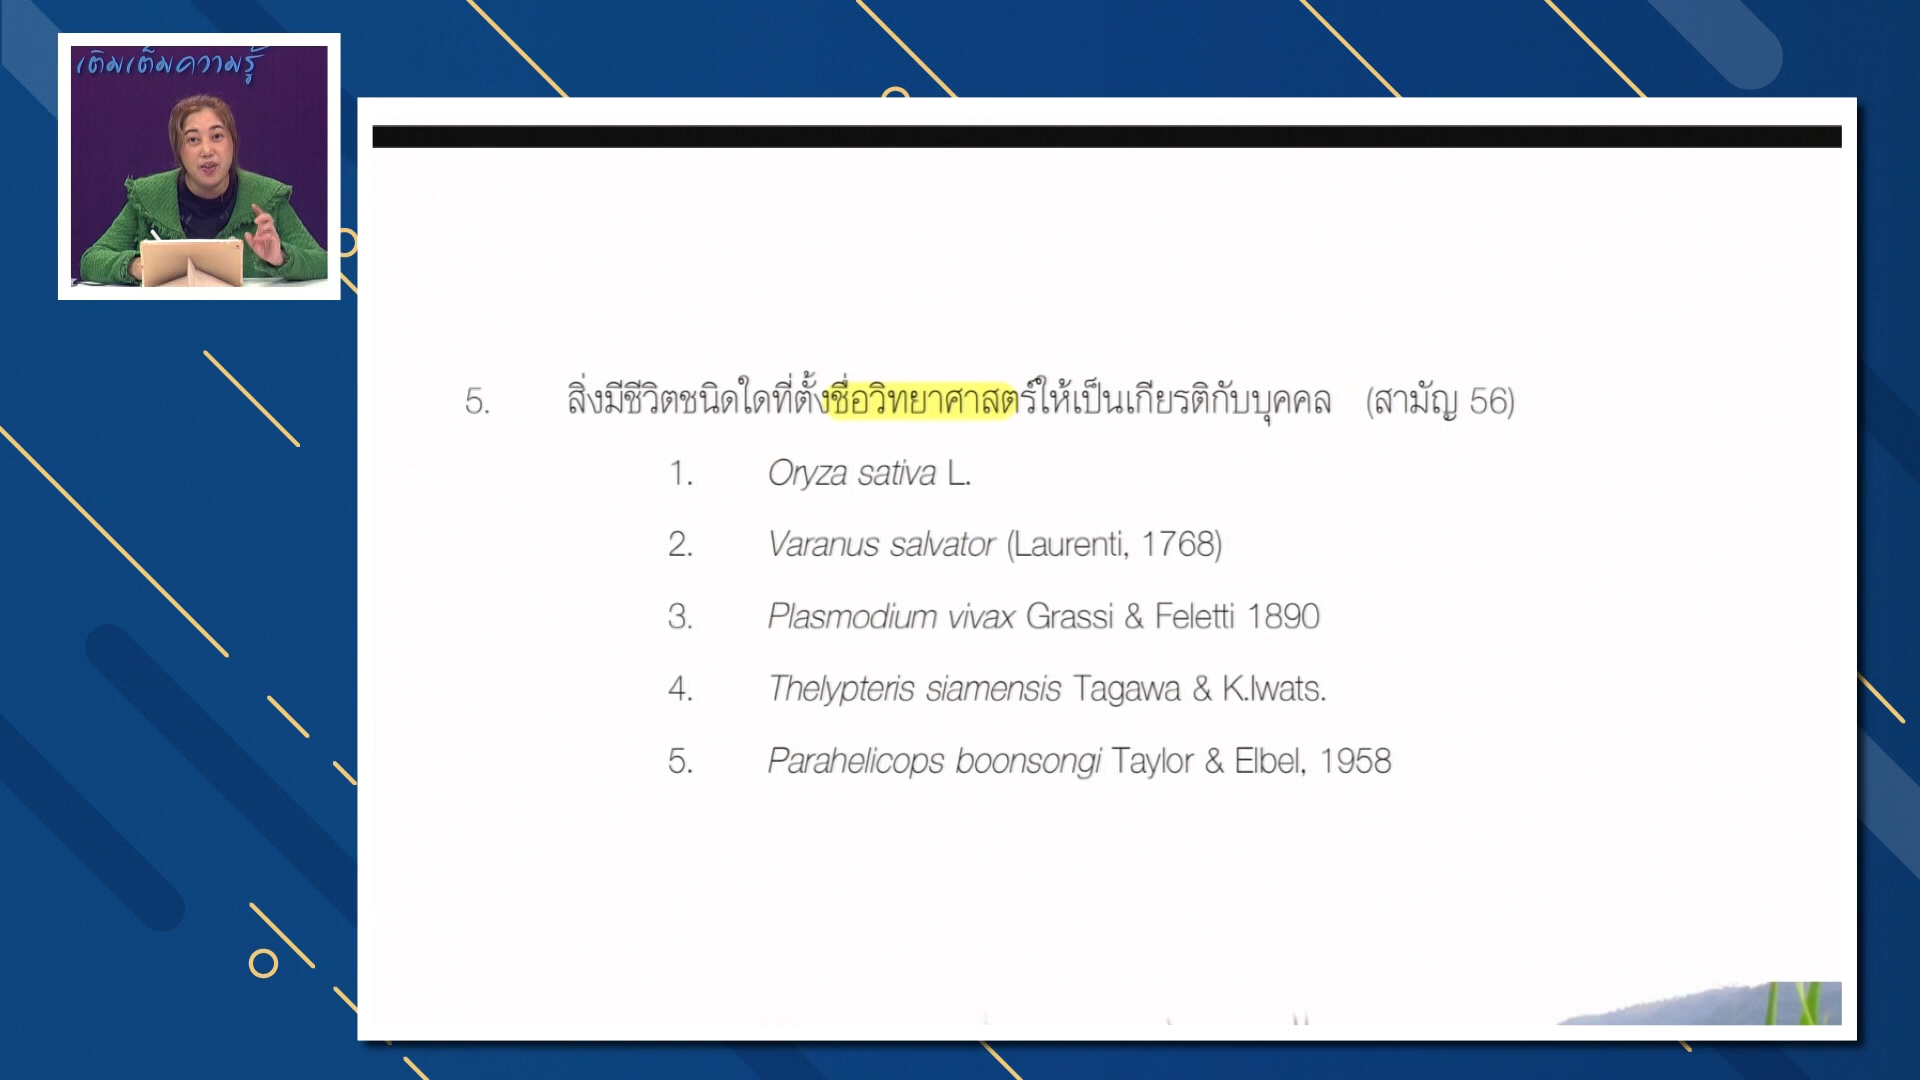 เติมเต็มความรู้
5. สิ่งมีชีวิตชนิดใดที่ตั้งชื่อวิทยาศาสตร์ให้เป็นเกียรติกับบุคคล (สามัญ 56)
1. Oryza sativa L.
2. Varanus salvator (Laurenti, 1768)
3. Plasmodium vivax Grassi & Feletti 1890
4. Thelypteris siamensis Tagawa & K.Iwats.
5. Parahelicops boonsongi Taylor & Elbel, 1958